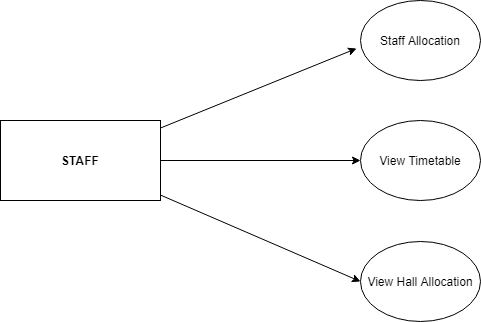 Staff Allocation
STAFF
View Timetable
View Hall Allocation